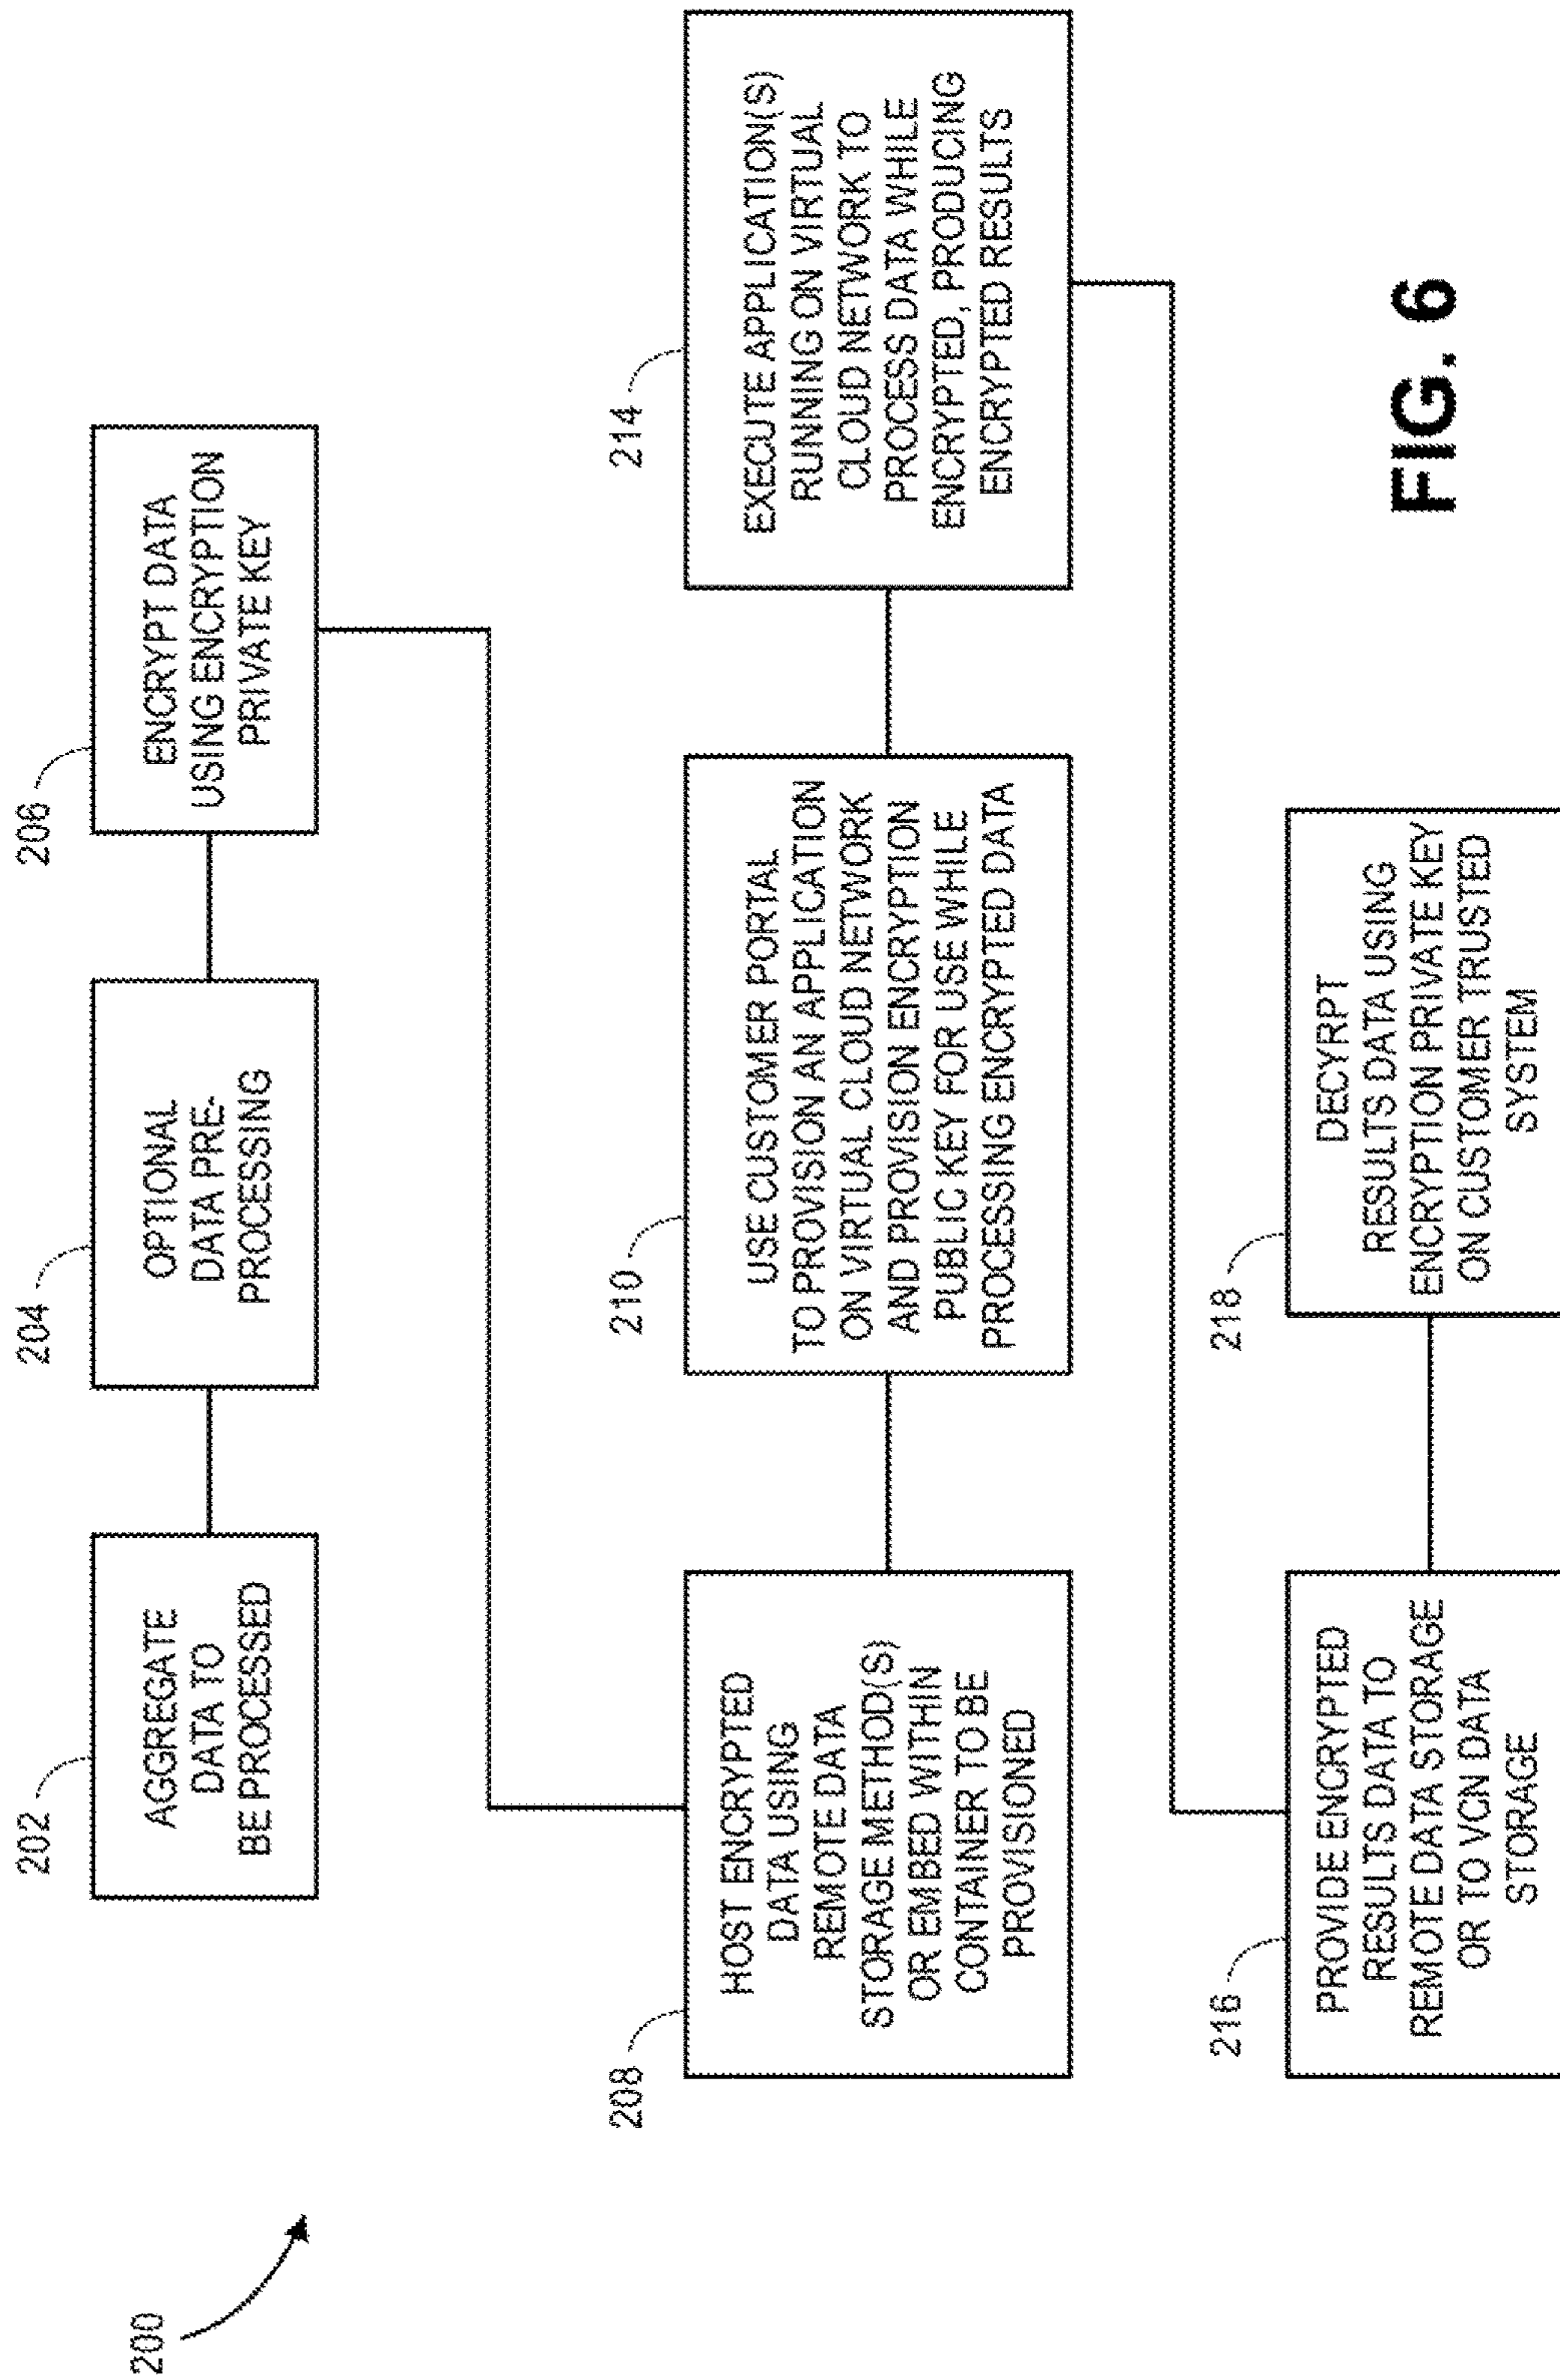 200
202
AGGREGATE
DATA TO
BE PROCESSED
204
OPTIONAL
DATA PRE-
PROCESSING
206
ENCRYPT DATA
USING ENCRYPTION
PRIVATE KEY
208
HOST ENCRYPTED
DATA USING
REMOTE DATA
STORAGE METHOD(S)
OR EMBED WITHIN
CONTAINER TO BE
PROVISIONED
210
USE CUSTOMER PORTAL
TO PROVISION AN APPLICATION
ON VIRTUAL CLOUD NETWORK
AND PROVISION ENCRYPTION
PUBLIC KEY FOR USE WHILE
PROCESSING ENCRYPTED DATA
214
EXECUTE APPLICATION(S)
RUNNING ON VIRTUAL
CLOUD NETWORK TO
PROCESS DATA WHILE
ENCRYPTED, PRODUCING
ENCRYPTED RESULTS
216
PROVIDE ENCRYPTED
RESULTS DATA TO
REMOTE DATA STORAGE
OR TO VCN DATA
STORAGE
218
DECYRPT
RESULTS DATA USING
ENCRYPTION PRIVATE KEY
ON CUSTOMER TRUSTED
SYSTEM
FIG. 6